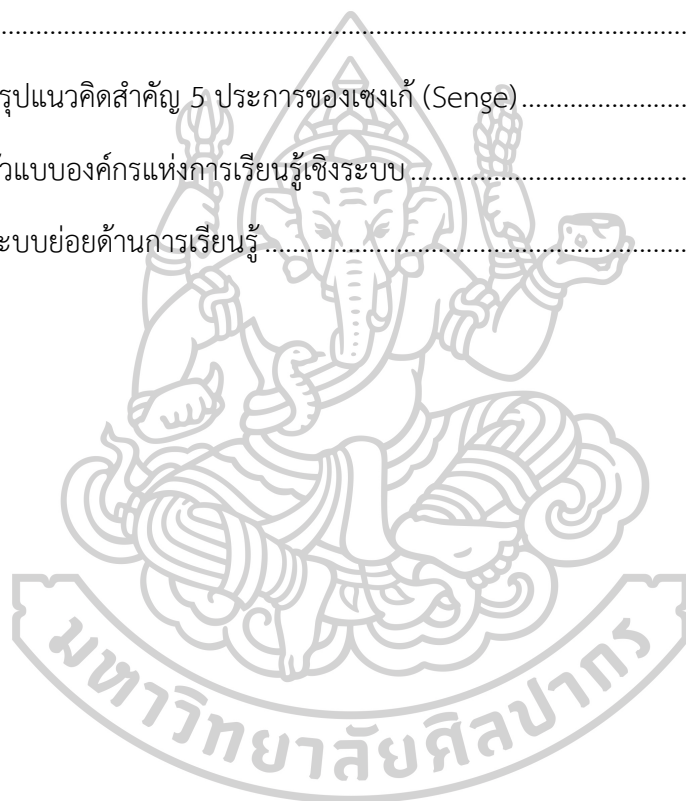 ........................................................................................................................
รุปแนวคิดสำคัญ 5 ประการของเซงเก้ (Senge).............................
ัวแบบองค์กรแห่งการเรียนรู้เชิงระบบ................................................
ะบบย่อยด้านการเรียนรู้.........................................................................
มหาวิทยาลัยศิลปากร